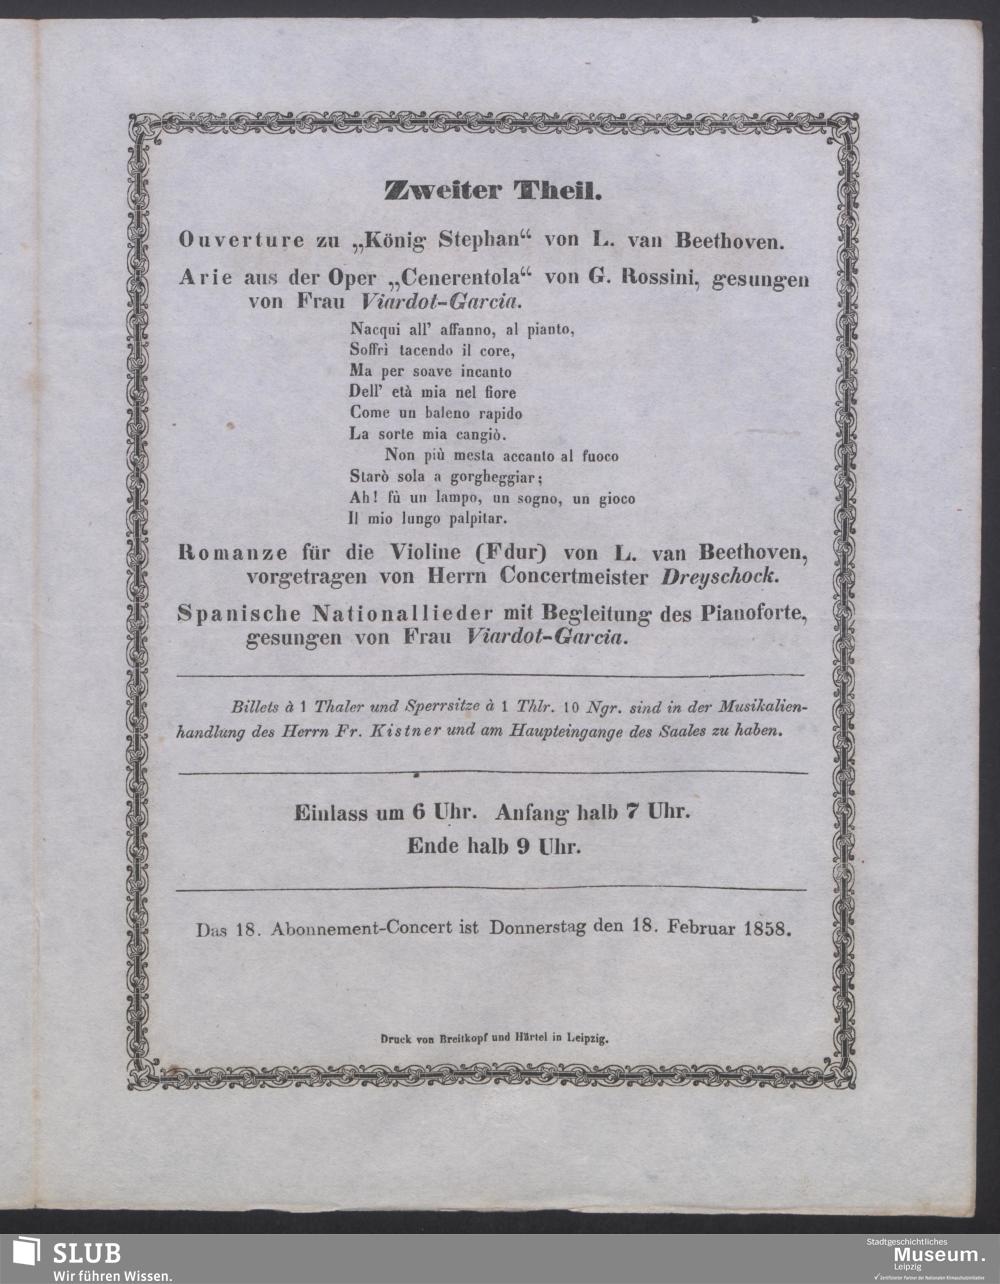 Zweiter Theil.
Ouverture zu „König Stephan“ von L. van Beethoven.
Arie aus der Oper „Cenerentola“ von G. Rossini, gesungen
von Frau Viardot-Garcia.
Nacqui all' affanno, al pianto,
Soffrì tacendo il core,
Ma per soave incanto
Dell' età mia nel fiore
Come un baleno rapido
La sorte mia cangiò.
Non più mesta accanto al fuoco
Starò sola a gorgheggiar;
Ah! fù un lampo, un sogno, un gioco
Il mio lungo palpitar.
Romanze für die Violine (Fdur) von L. van Beethoven,
vorgetragen von Herrn Concertmeister Dreyschock.
Spanische Nationallieder mit Begleitung des Pianoforte,
gesungen von Frau Viardot-Garcia.
Billets à 1 Thaler und Sperrsitze à 1 Thlr. 10 Ngr. sind in der Musikalien-
handlung des Herrn Fr. Kistner und am Haupteingange des Saales zu haben.
Einlass um 6 Uhr. Anfang halb 7 Uhr.
Ende halb 9 Uhr.
Das 18. Abonnement-Concert ist Donnerstag den 18. Februar 1858.
Druck von Breitkopf und Härtel in Leipzig.
SLUB
Wir führen Wissen.
Stadtgeschichtliches
Museum.
Leipzig
Zertifizierter Partner der Nationalen Klimaschutzinitiative